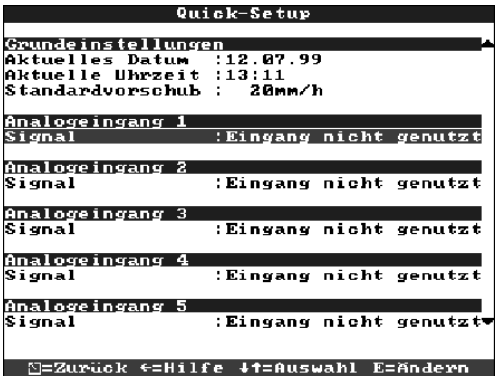 Quick-Setup
Grundeinstellungen
Aktuelles Datum :12.07.99
Aktuelle Uhrzeit :13:11
Standardvorschub : 20mm/h
Analogeingang 1
Signal :Eingang nicht genutzt
Analogeingang 2
Signal :Eingang nicht genutzt
Analogeingang 3
Signal :Eingang nicht genutzt
Analogeingang 4
Signal :Eingang nicht genutzt
Analogeingang 5
Signal :Eingang nicht genutzt
=Zurück ←=Hilfe ↓↑=Auswahl E=Ändern